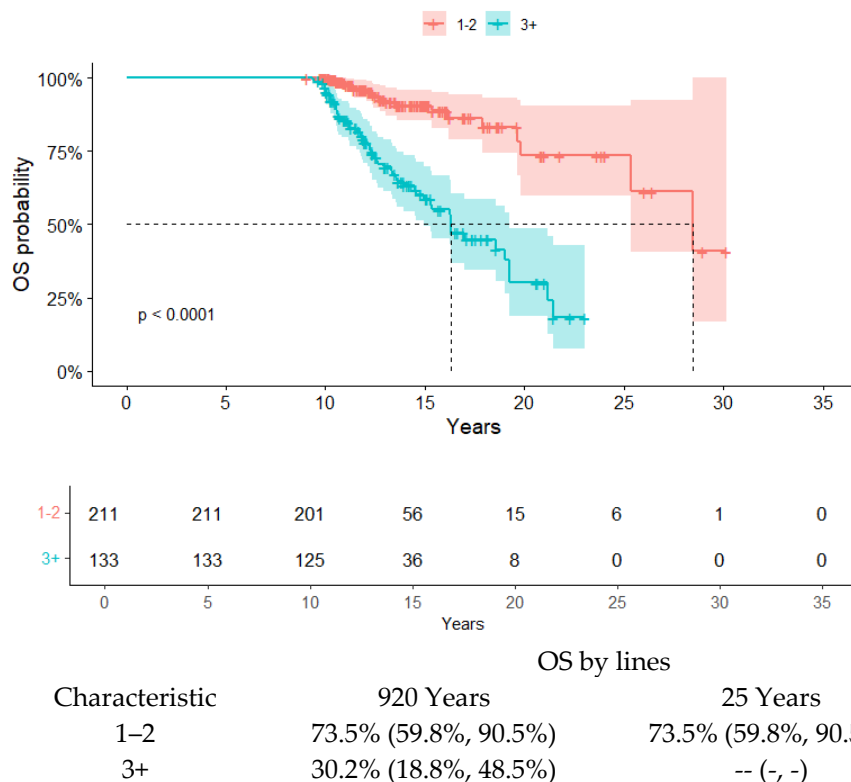 1-2 3+
100%
75%
50%
25%
0%
OS probability
p < 0.0001
0 5 10 15 20 25 30 35
Years
1-2 211 211 201 56 15 6 1 0
3+ 133 133 125 36 8 0 0 0
0 5 10 15 20 25 30 35
Years
OS by lines
Characteristic 920 Years 25 Years
1–2 73.5% (59.8%, 90.5%) 73.5% (59.8%, 90.5
3+ 30.2% (18.8%, 48.5%) -- (-, -)